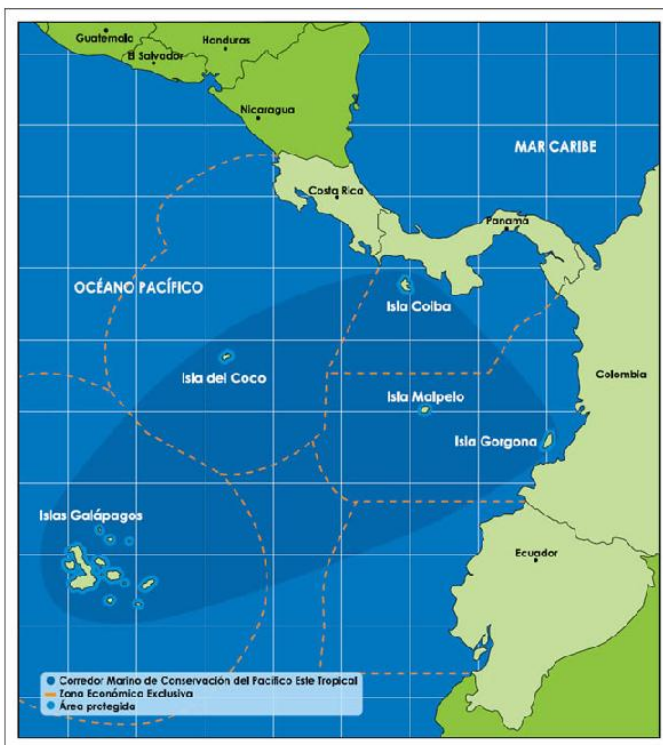 Guatemala
Honduras
El Salvador
Nicaragua
MAR CARIBE
Costa Rica
Panamá
OCÉANO PACÍFICO
Isla Coiba
Isla del Coco
Colombia
Isla Malpelo
Isla Gorgona
Islas Galápagos
Ecuador
Corredor Marino de Conservación del Pacífico Este Tropical
Zona Económica Exclusiva
Área protegida